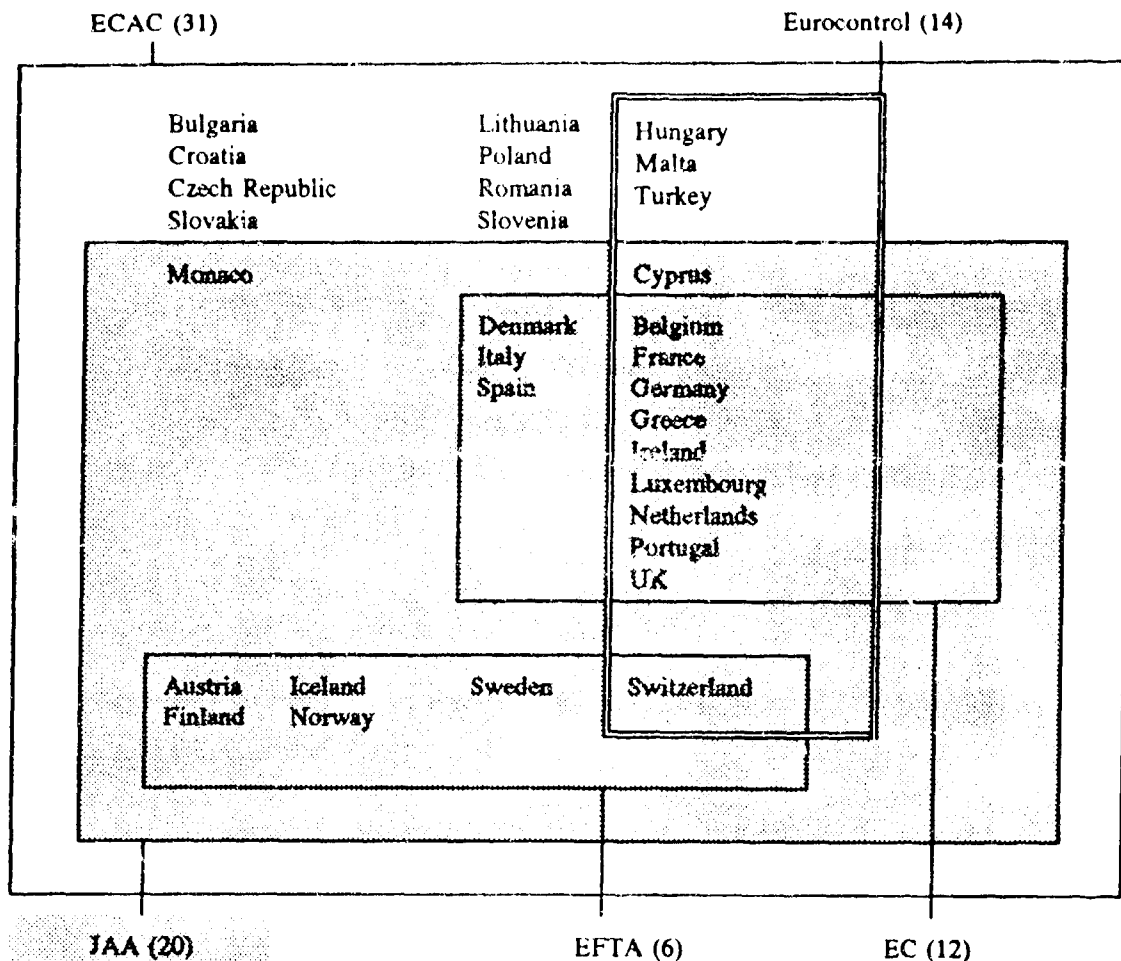 ECAC (31) Eurocontrol (14)
Bulgaria Lithuania Hungary
Croatia Poland Malta
Czech Republic Romania Turkey
Slovakia Slovenia
Monaco Cyprus
Denmark Belgium
Italy France
Spain Germany
Greece
Ireland
Luxembourg
Netherlands
Portugal
UK
Austria Iceland Sweden Switzerland
Finland Norway
JAA (20) EFTA (6) EC (12)